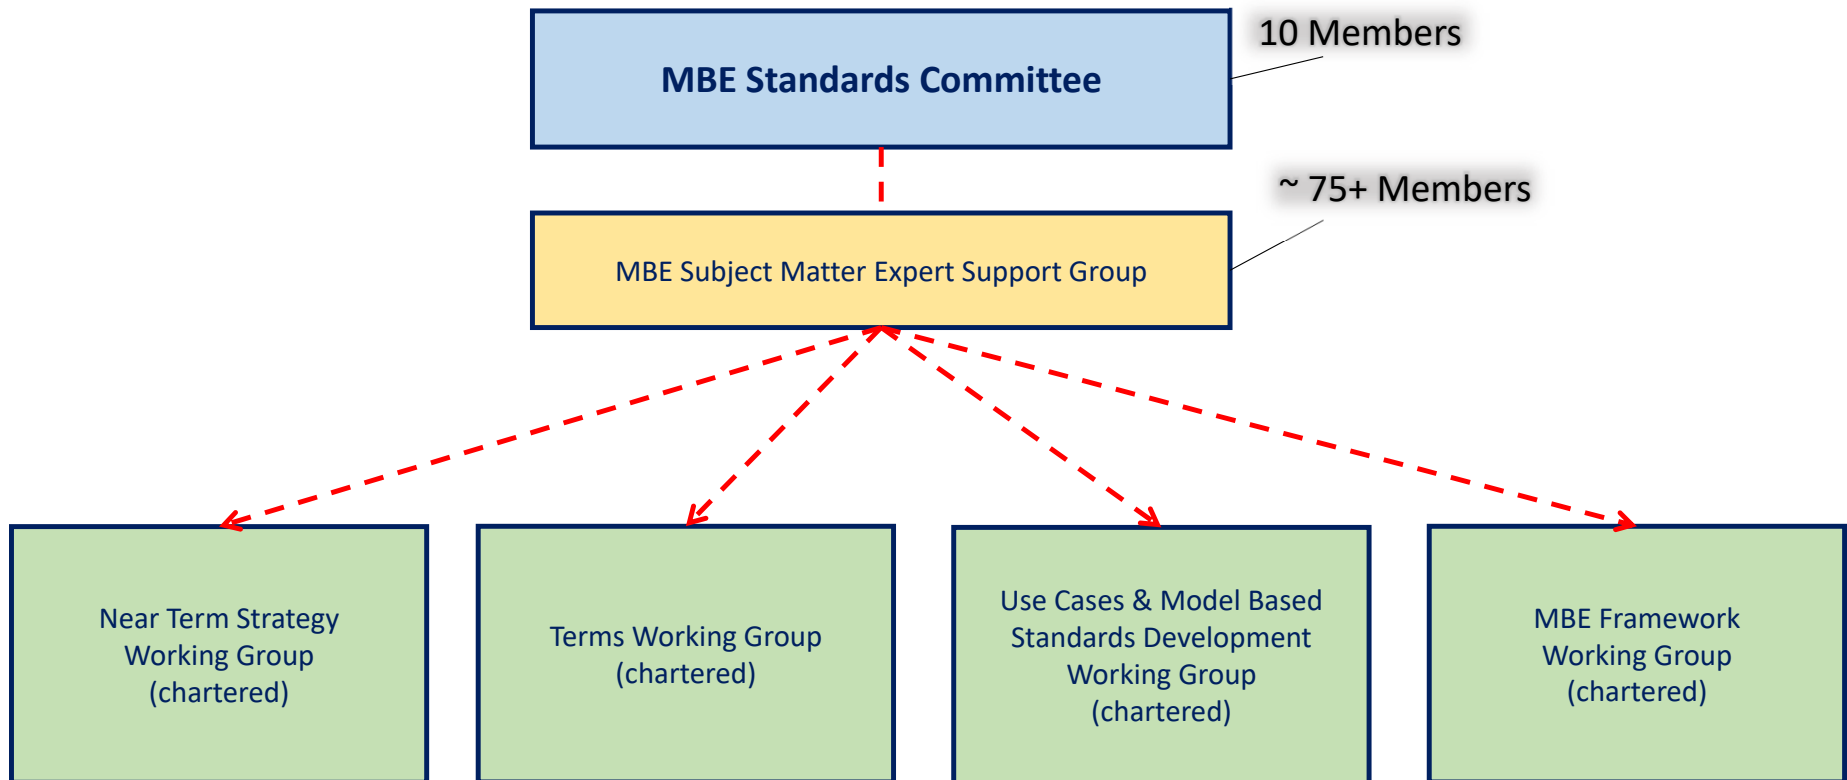 10 Members
MBE Standards Committee
~ 75+ Members
MBE Subject Matter Expert Support Group
Near Term Strategy
Working Group
(chartered)
Terms Working Group
(chartered)
Use Cases & Model Based
Standards Development
Working Group
(chartered)
MBE Framework
Working Group
(chartered)